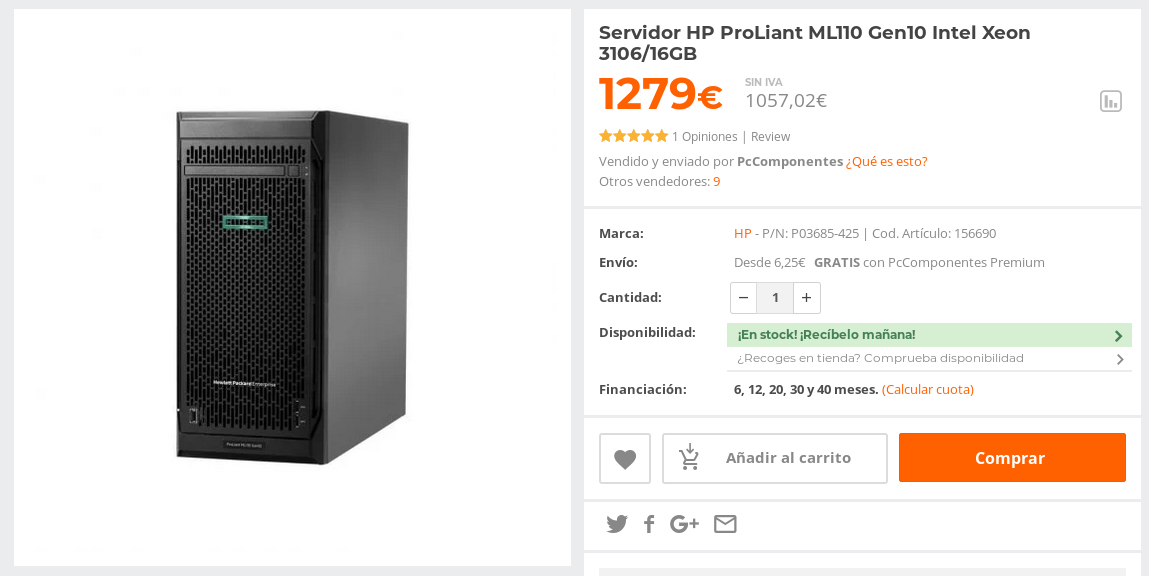 Servidor HP ProLiant ML110 Gen10 Intel Xeon
3106/16GB
1279€
SIN IVA
1057,02€
1 Opiniones | Review
Vendido y enviado por PcComponentes ¿Qué es esto?
Otros vendedores: 9
Marca: HP - P/N: P03685-425 | Cod. Artículo: 156690
Envío: Desde 6,25€ GRATIS con PcComponentes Premium
Cantidad: − 1 +
Disponibilidad: ¡En stock! ¡Recíbelo mañana!
¿Recoges en tienda? Comprueba disponibilidad
Financiación: 6, 12, 20, 30 y 40 meses. (Calcular cuota)
Añadir al carrito
Comprar
Hewlett Packard Enterprise
ProLiant ML110 Gen10